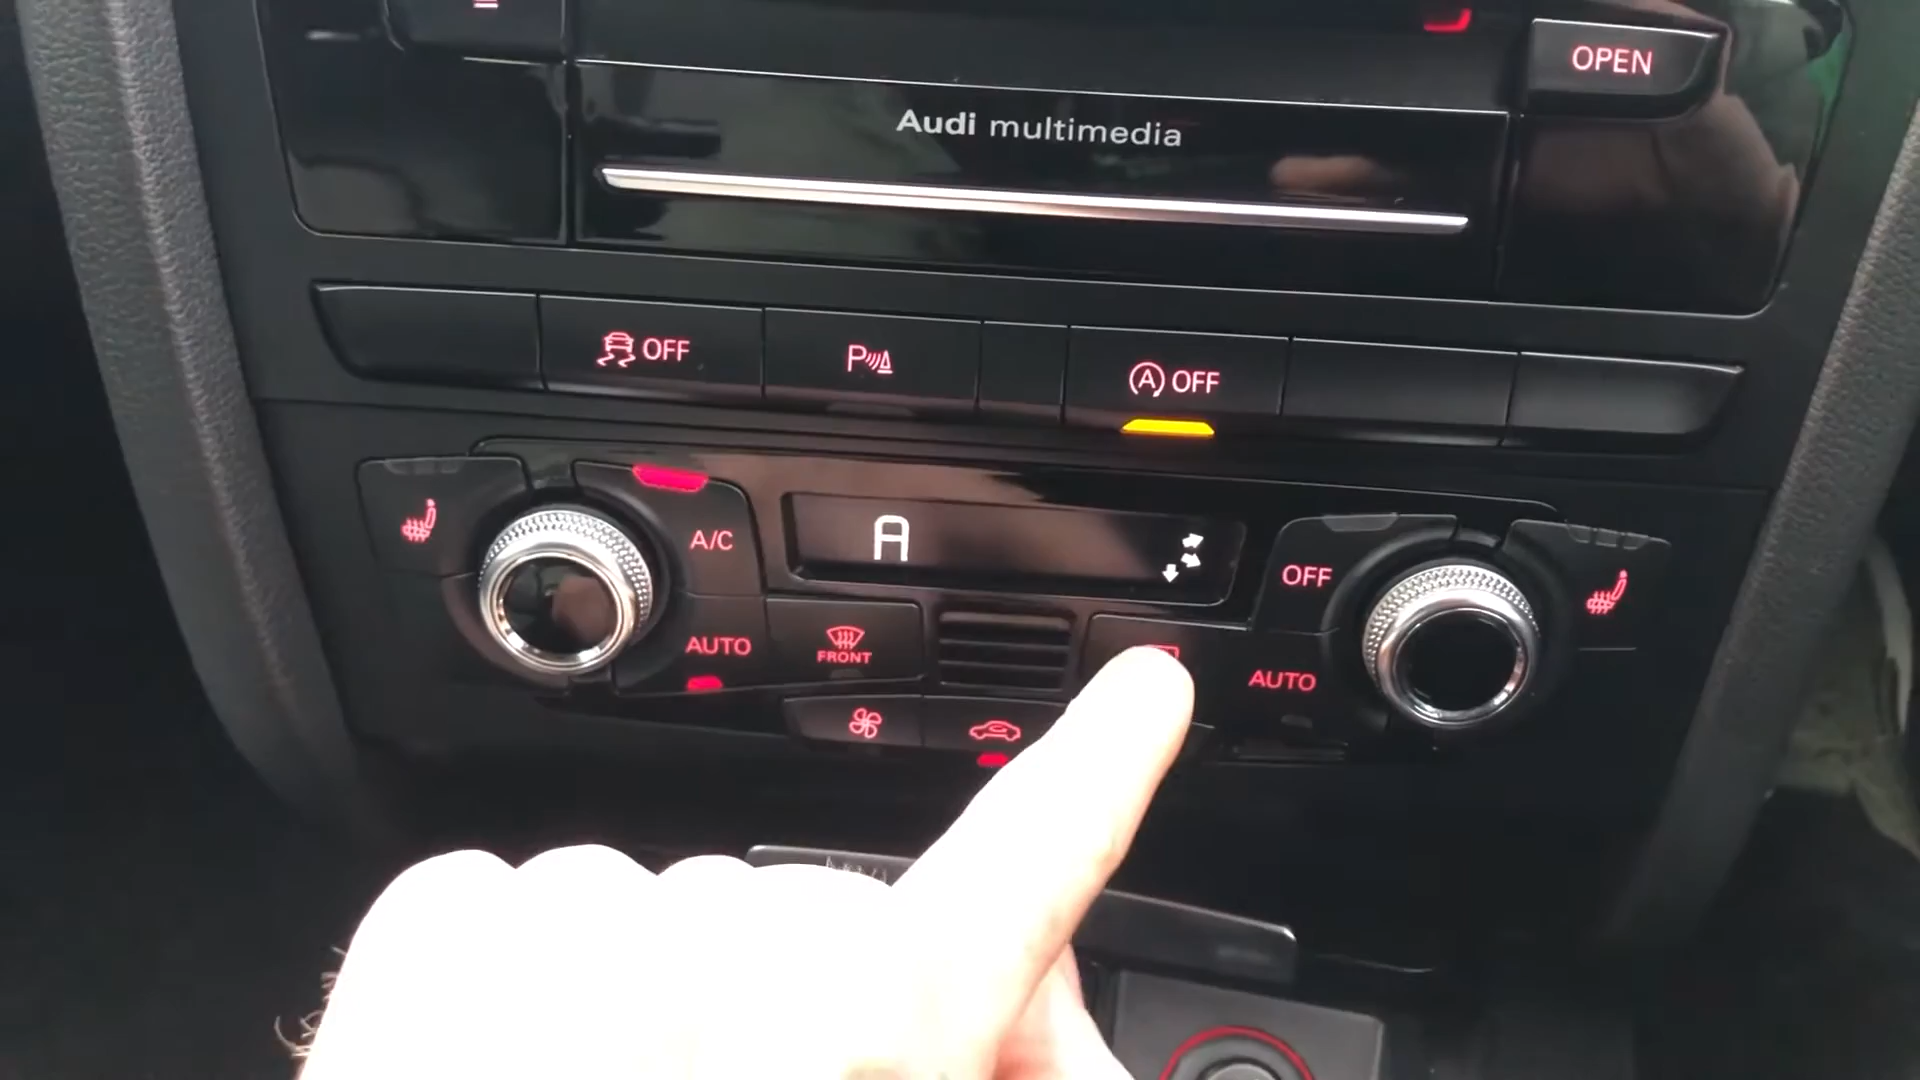 OPEN
Audi multimedia
OFF
P
A OFF
A/C
A
OFF
AUTO
FRONT
AUTO